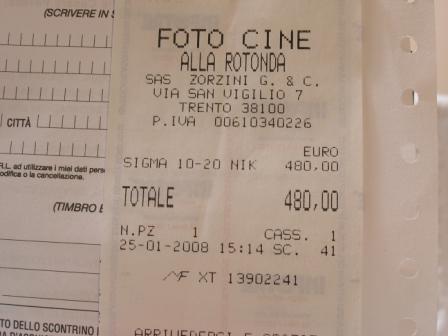 (SCRIVERE IN S
CITTÀ
R.L. ad utilizzare i miei dati pers
odifica o la cancellazione.
(TIMBRO E
TO DELLO SCONTRINO
FOTO CINE
ALLA ROTONDA
SAS ZORZINI G. & C.
VIA SAN VIGILIO 7
TRENTO 38100
P.IVA 00610340226
EURO
SIGMA 10-20 NIK 480,00
TOTALE 480,00
N.PZ 1 CASS. 1
25-01-2008 15:14 SC. 41
XT 13902241
ARRIVEDERCI E GRAZIE